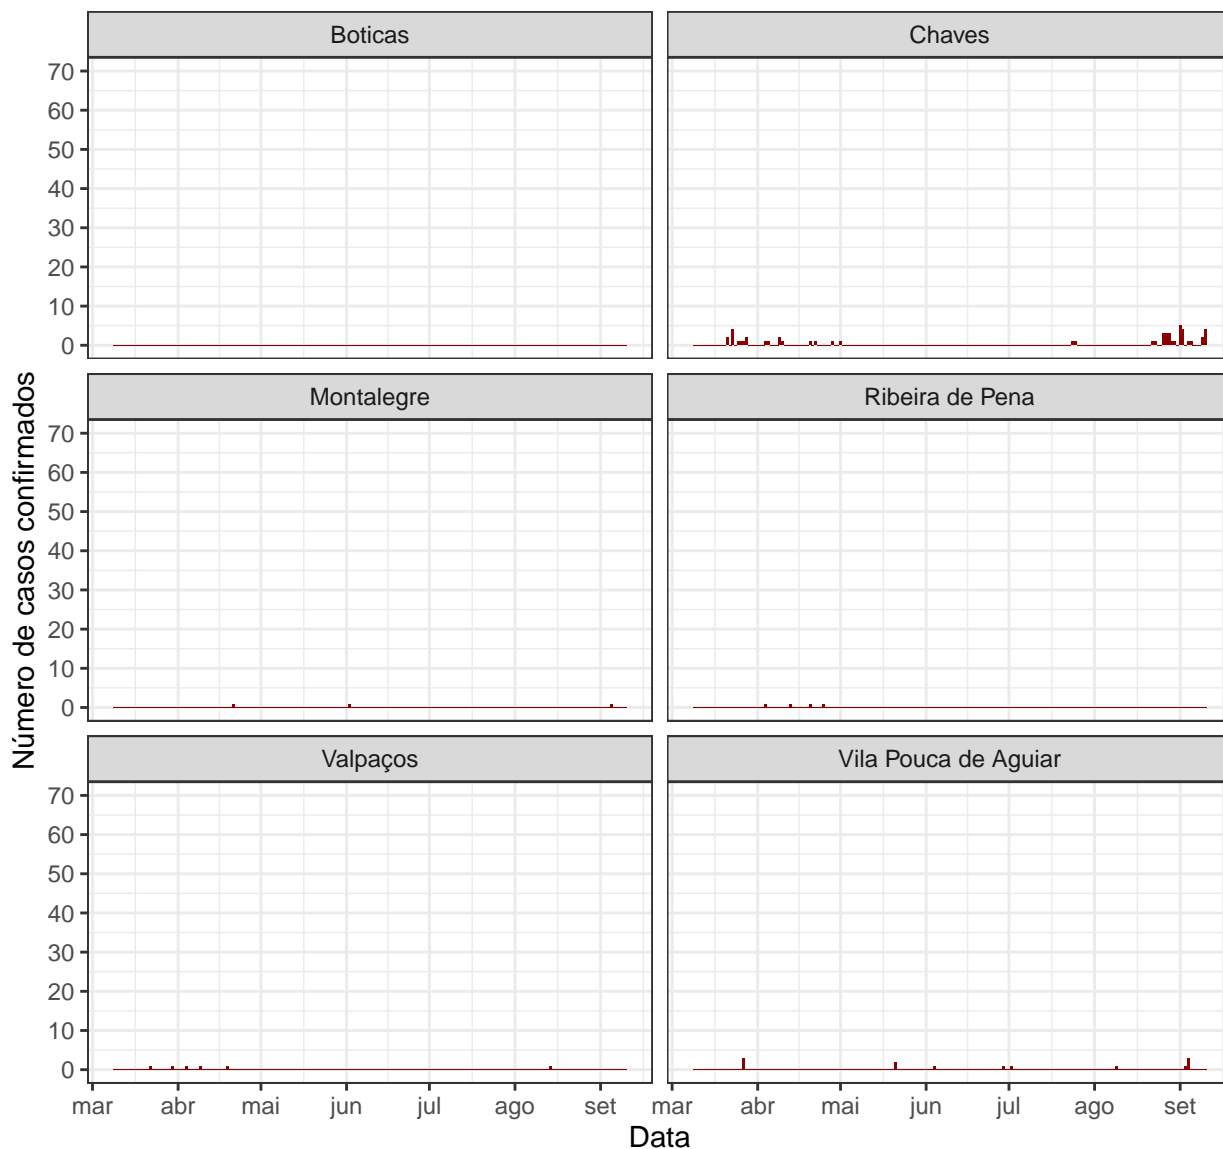 Boticas
Chaves
70
60
50
40
30
20
10
0
Montalegre
Ribeira de Pena
70
60
50
40
30
20
10
0
Valpaços
Vila Pouca de Aguiar
70
60
50
40
30
20
10
0
mar abr mai jun jul ago set
mar abr mai jun jul ago set
Data
Número de casos confirmados